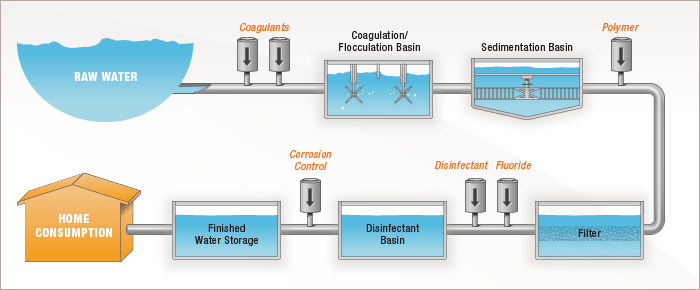 Coagulants
Coagulation/
Flocculation Basin
Sedimentation Basin
Polymer
RAW WATER
Corrosion
Control
Disinfectant
Fluoride
HOME
CONSUMPTION
Finished
Water Storage
Disinfectant
Basin
Filter